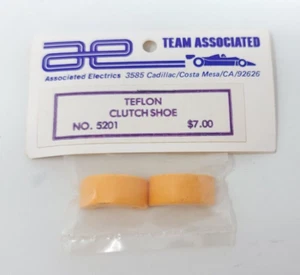 ae TEAM ASSOCIATED
Associated Electrics 3585 Cadillac/Costa Mesa/CA/92626
TEFLON
CLUTCH SHOE
NO. 5201 $7.00